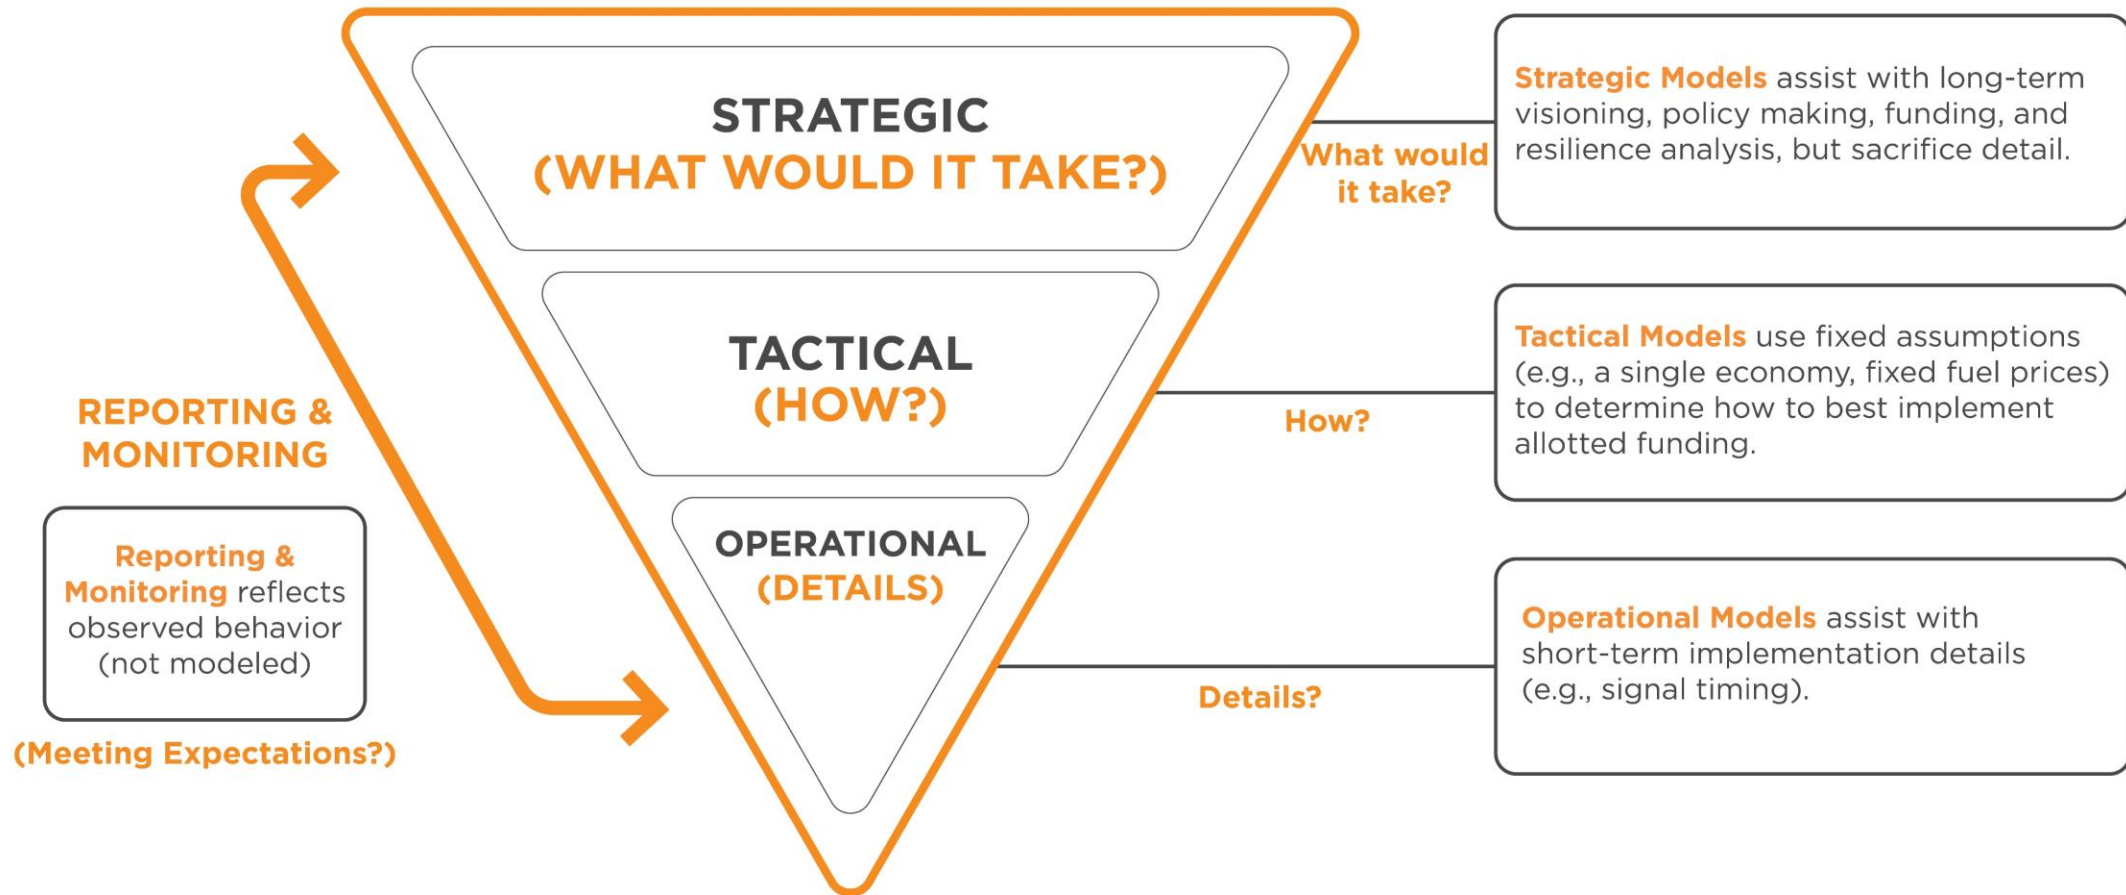 STRATEGIC
(WHAT WOULD IT TAKE?)
What would
it take?
Strategic Models assist with long-term
visioning, policy making, funding, and
resilience analysis, but sacrifice detail.
TACTICAL
(HOW?)
How?
Tactical Models use fixed assumptions
(e.g., a single economy, fixed fuel prices)
to determine how to best implement
allotted funding.
REPORTING &
MONITORING
Reporting &
Monitoring reflects
observed behavior
(not modeled)
(Meeting Expectations?)
OPERATIONAL
(DETAILS)
Details?
Operational Models assist with
short-term implementation details
(e.g., signal timing).